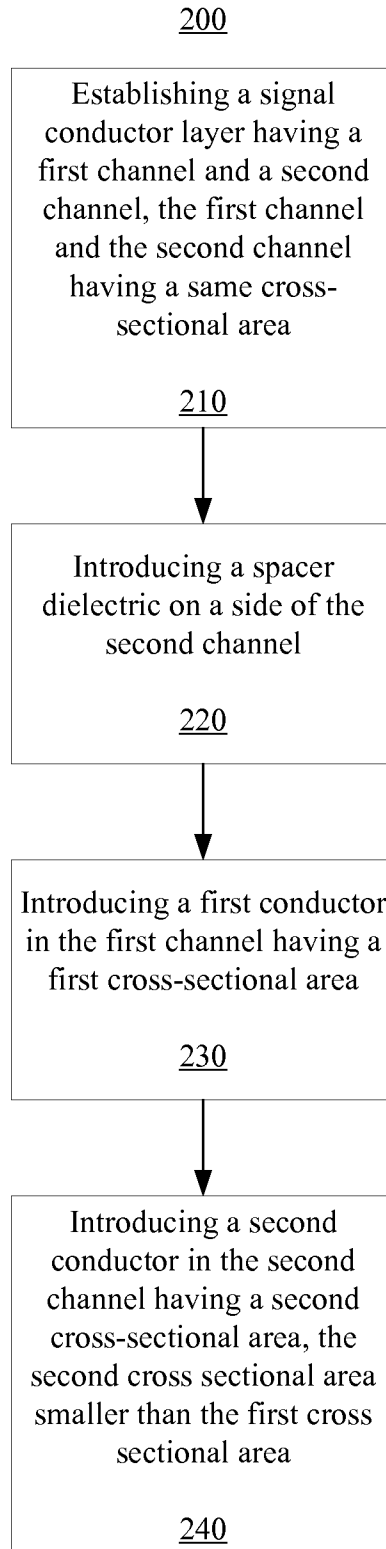 200
Establishing a signal
conductor layer having a
first channel and a second
channel, the first channel
and the second channel
having a same cross-
sectional area
210
Introducing a spacer
dielectric on a side of the
second channel
220
Introducing a first conductor
in the first channel having a
first cross-sectional area
230
Introducing a second
conductor in the second
channel having a second
cross-sectional area, the
second cross sectional area
smaller than the first cross
sectional area
240